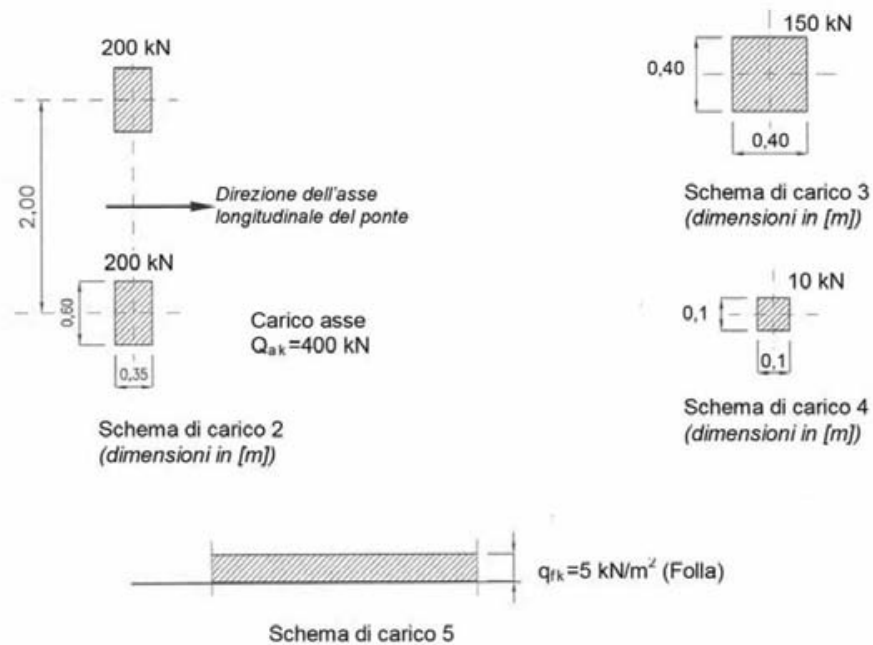 200 kN
2,00
Direzione dell'asse
longitudinale del ponte
200 kN
0,60
0,35
Carico asse
Qak=400 kN
Schema di carico 2
(dimensioni in [m])
150 kN
0,40
0,40
Schema di carico 3
(dimensioni in [m])
10 kN
0,1
0,1
Schema di carico 4
(dimensioni in [m])
qfk=5 kN/m² (Folla)
Schema di carico 5